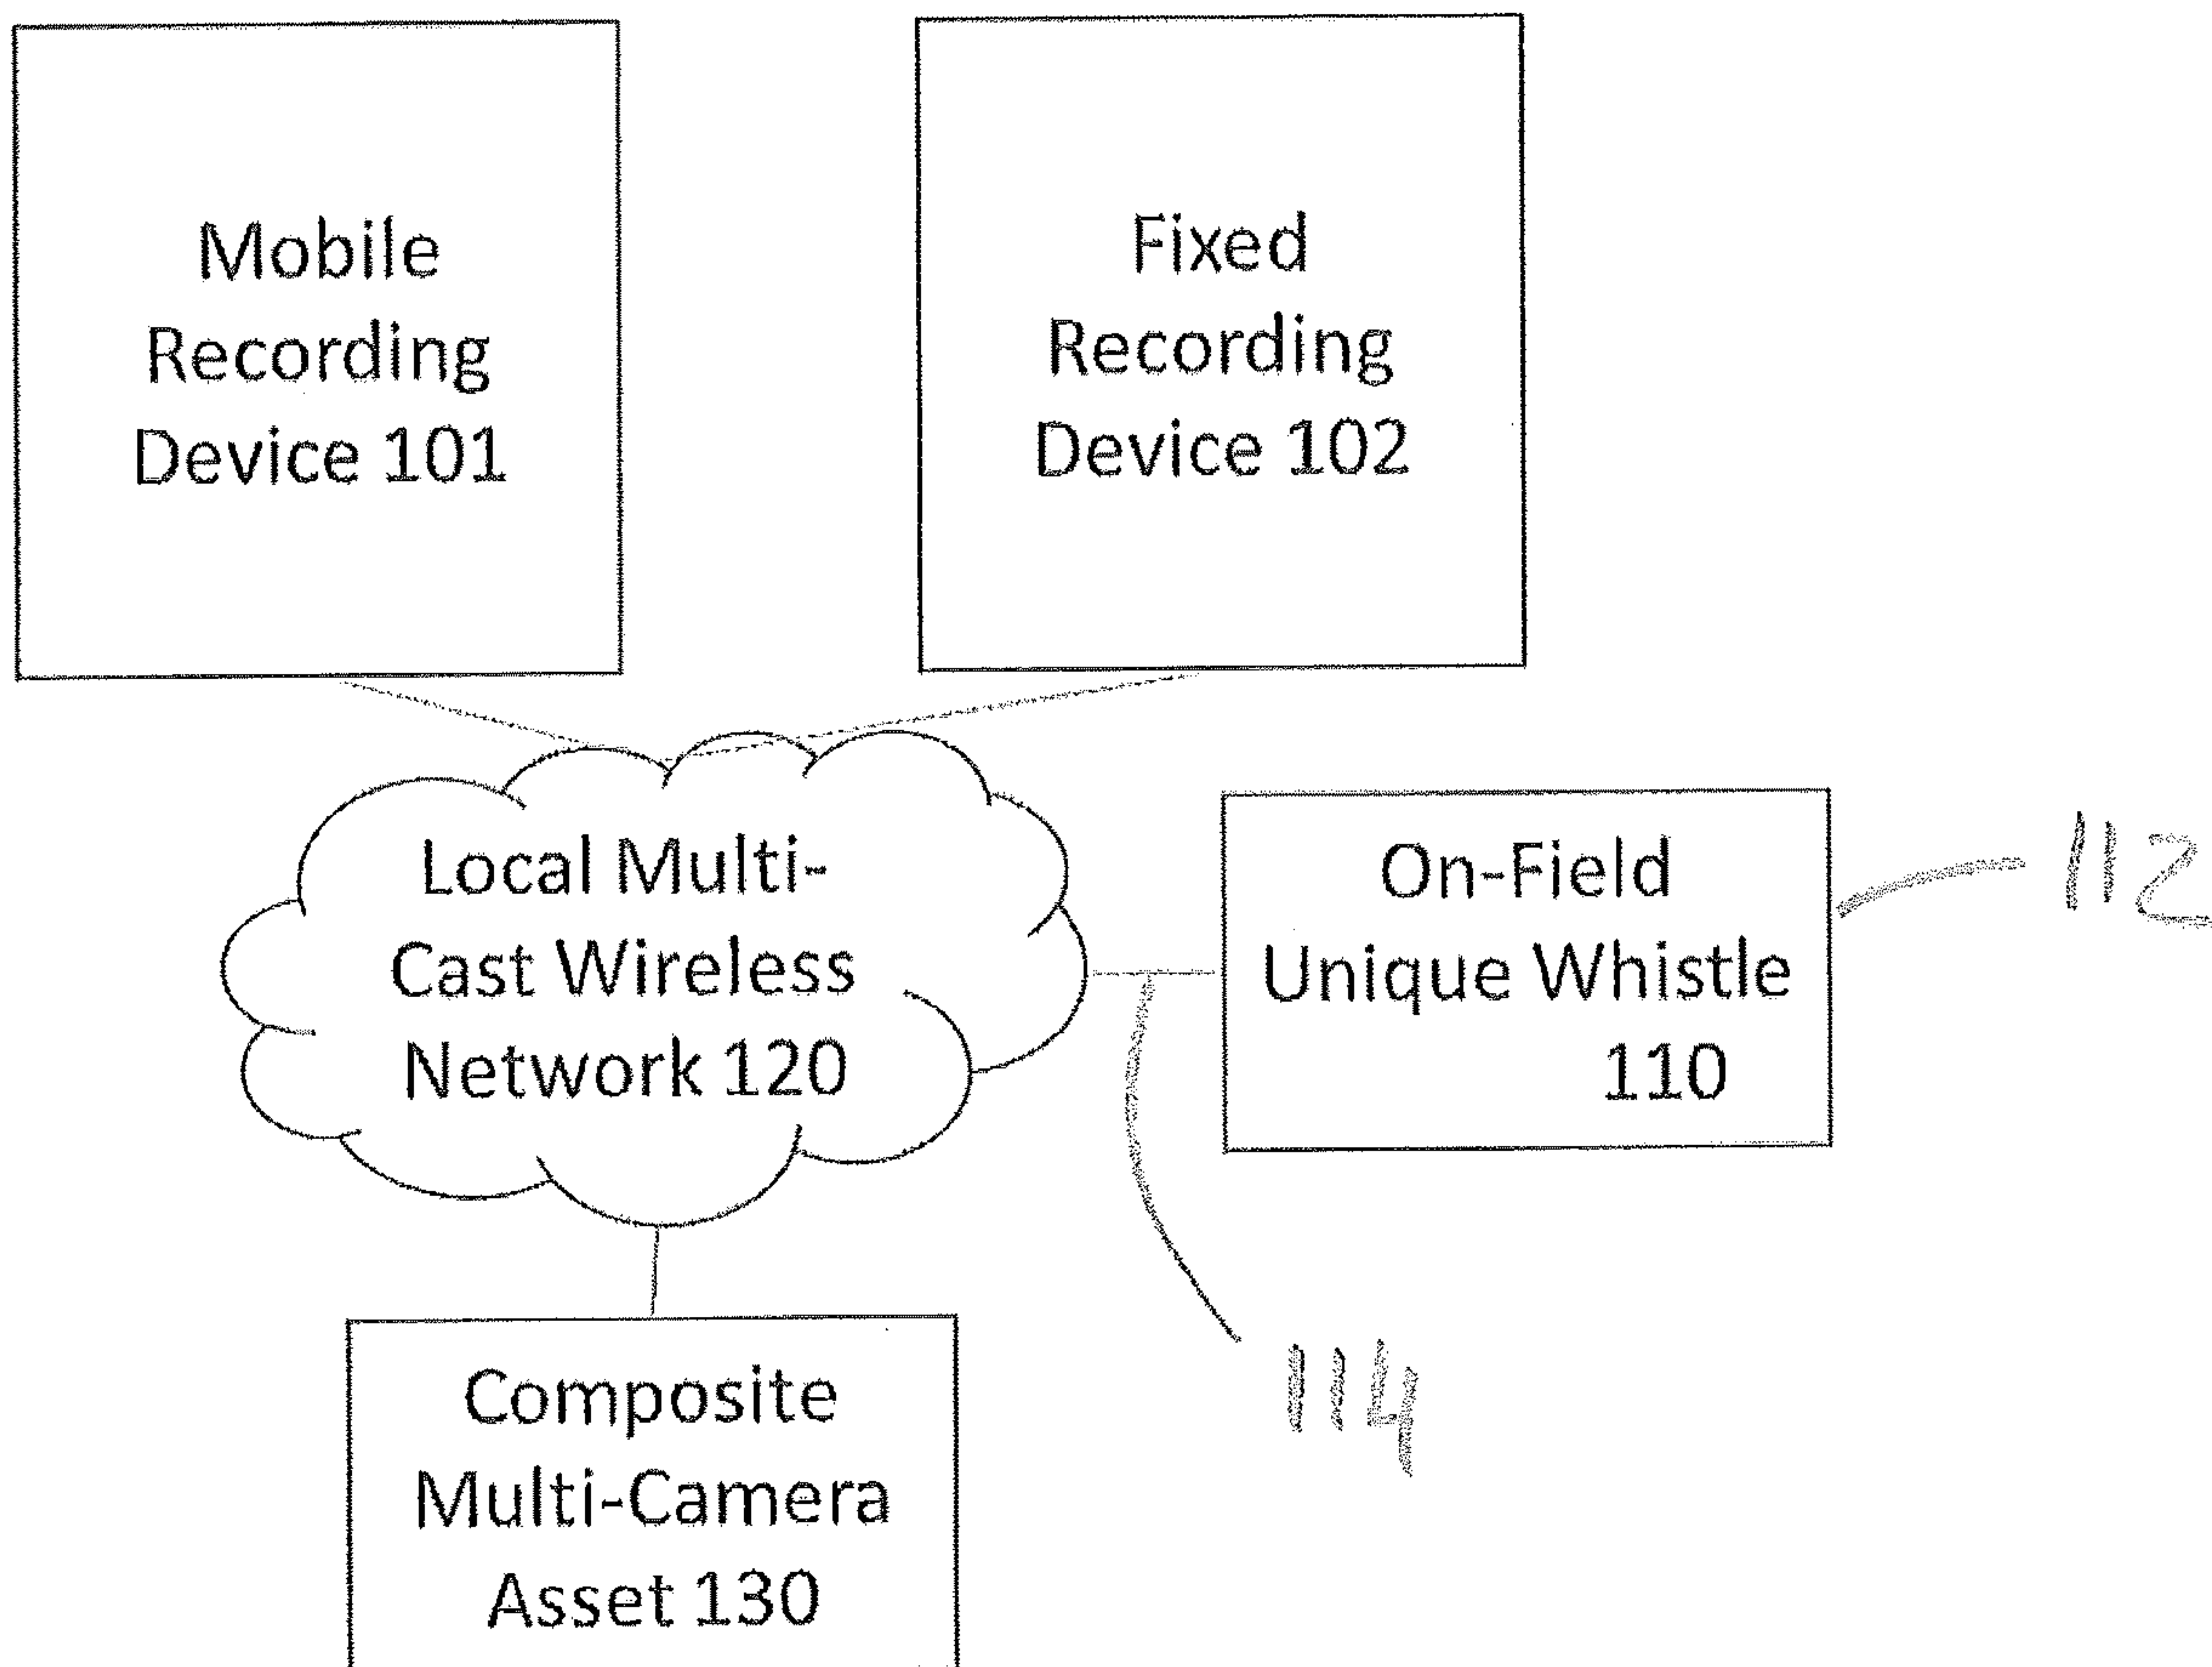 Mobile
Recording
Device 101
Fixed
Recording
Device 102
Local Multi-
Cast Wireless
Network 120
On-Field
Unique Whistle
110
112
114
Composite
Multi-Camera
Asset 130